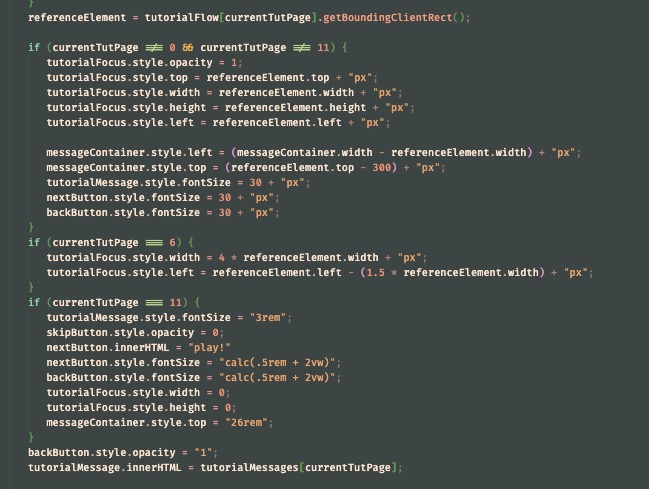 }
referenceElement = tutorialFlow[currentTutPage].getBoundingClientRect();
if (currentTutPage !== 0 && currentTutPage !== 11) {
tutorialFocus.style.opacity = 1;
tutorialFocus.style.top = referenceElement.top + "px";
tutorialFocus.style.width = referenceElement.width + "px";
tutorialFocus.style.height = referenceElement.height + "px";
tutorialFocus.style.left = referenceElement.left + "px";
messageContainer.style.left = (messageContainer.width - referenceElement.width) + "px";
messageContainer.style.top = (referenceElement.top - 300) + "px";
tutorialMessage.style.fontSize = 30 + "px";
nextButton.style.fontSize = 30 + "px";
backButton.style.fontSize = 30 + "px";
}
if (currentTutPage === 6) {
tutorialFocus.style.width = 4 * referenceElement.width + "px";
tutorialFocus.style.left = referenceElement.left - (1.5 * referenceElement.width) + "px";
}
if (currentTutPage === 11) {
tutorialMessage.style.fontSize = "3rem";
skipButton.style.opacity = 0;
nextButton.innerHTML = "play!"
nextButton.style.fontSize = "calc(.5rem + 2vw)";
backButton.style.fontSize = "calc(.5rem + 2vw)";
tutorialFocus.style.width = 0;
tutorialFocus.style.height = 0;
messageContainer.style.top = "26rem";
}
backButton.style.opacity = "1";
tutorialMessage.innerHTML = tutorialMessages[currentTutPage];